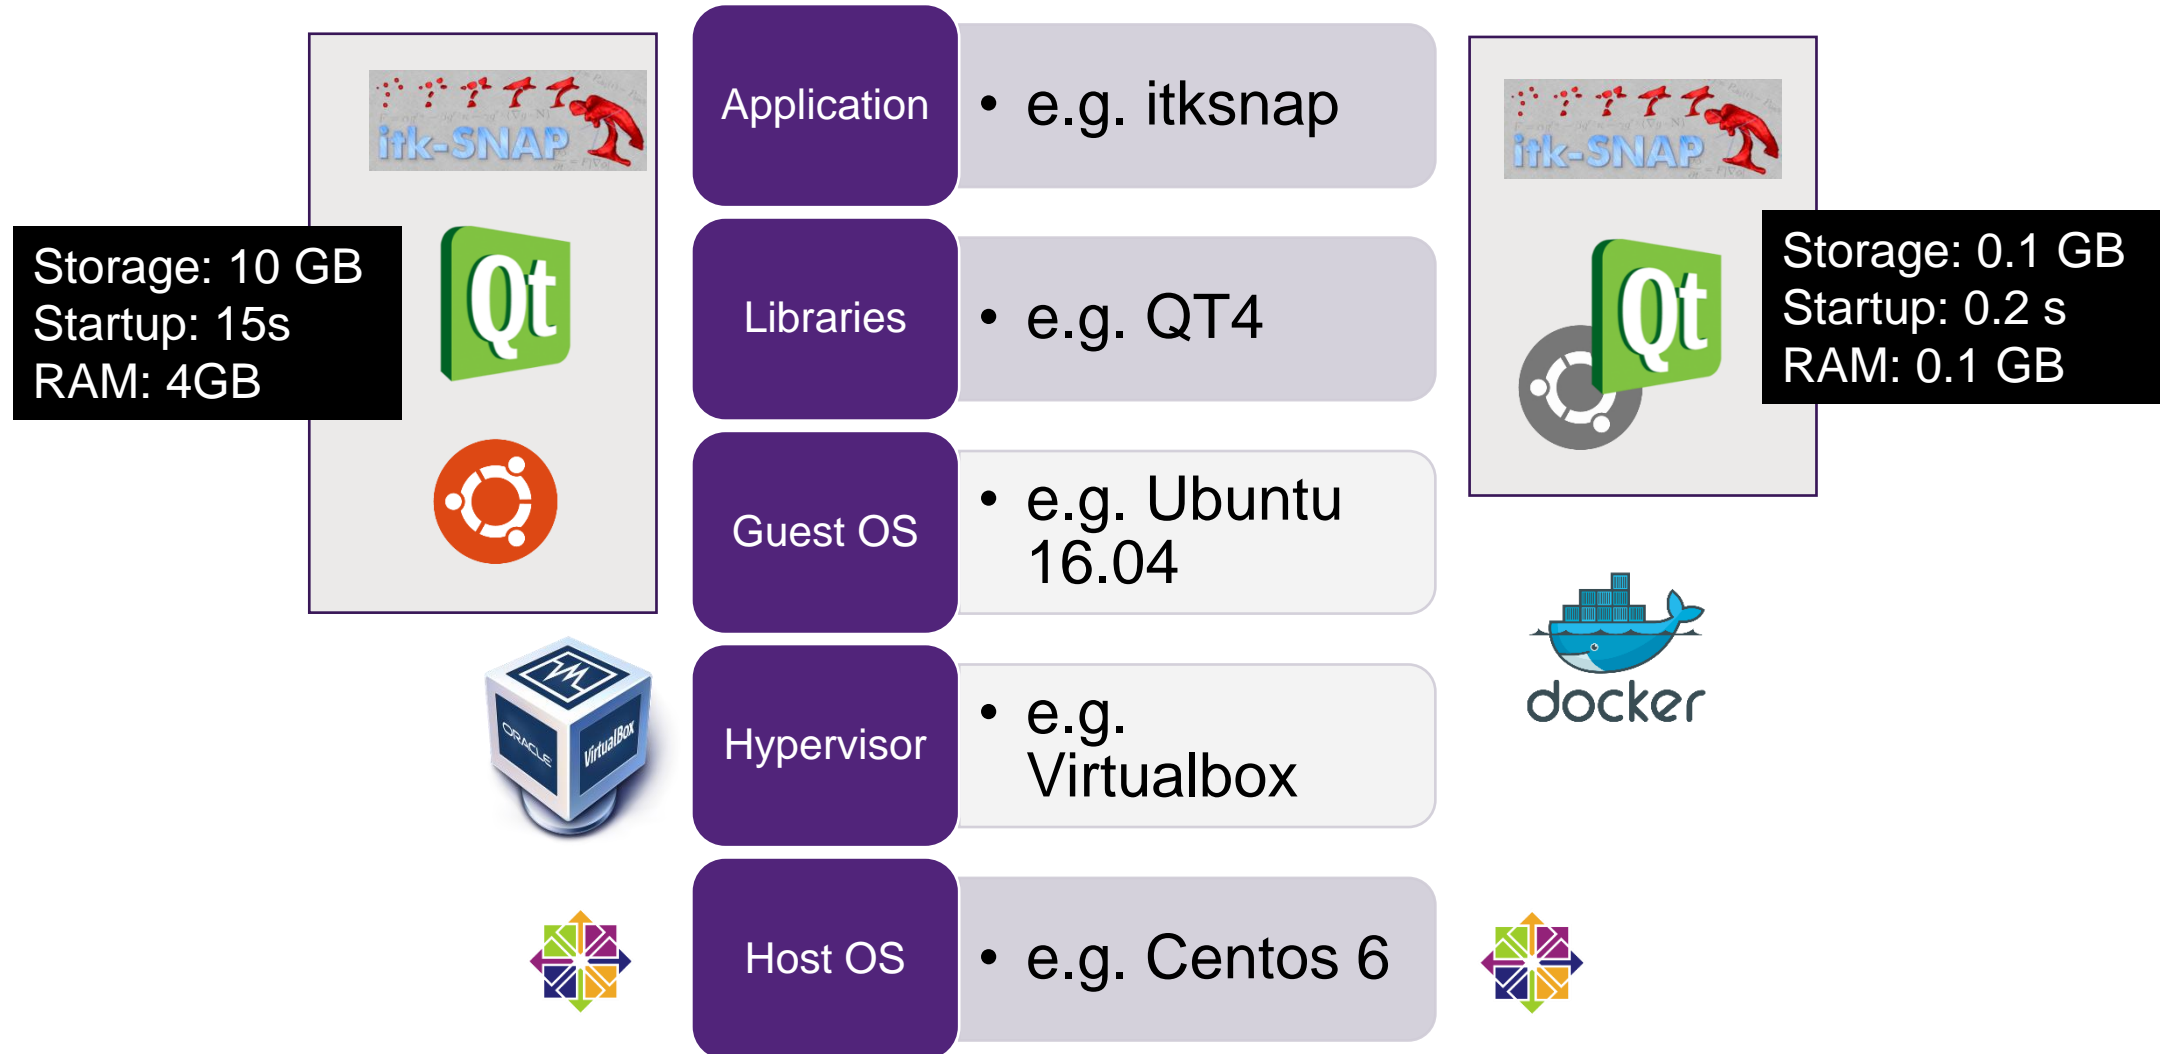 itk-SNAP
Storage: 10 GB
Startup: 15s
RAM: 4GB
Qt
ORACLE
VirtualBox
Application
• e.g. itksnap
Libraries
• e.g. QT4
Guest OS
• e.g. Ubuntu
16.04
Hypervisor
• e.g.
Virtualbox
Host OS
• e.g. Centos 6
itk-SNAP
Qt
Storage: 0.1 GB
Startup: 0.2 s
RAM: 0.1 GB
docker